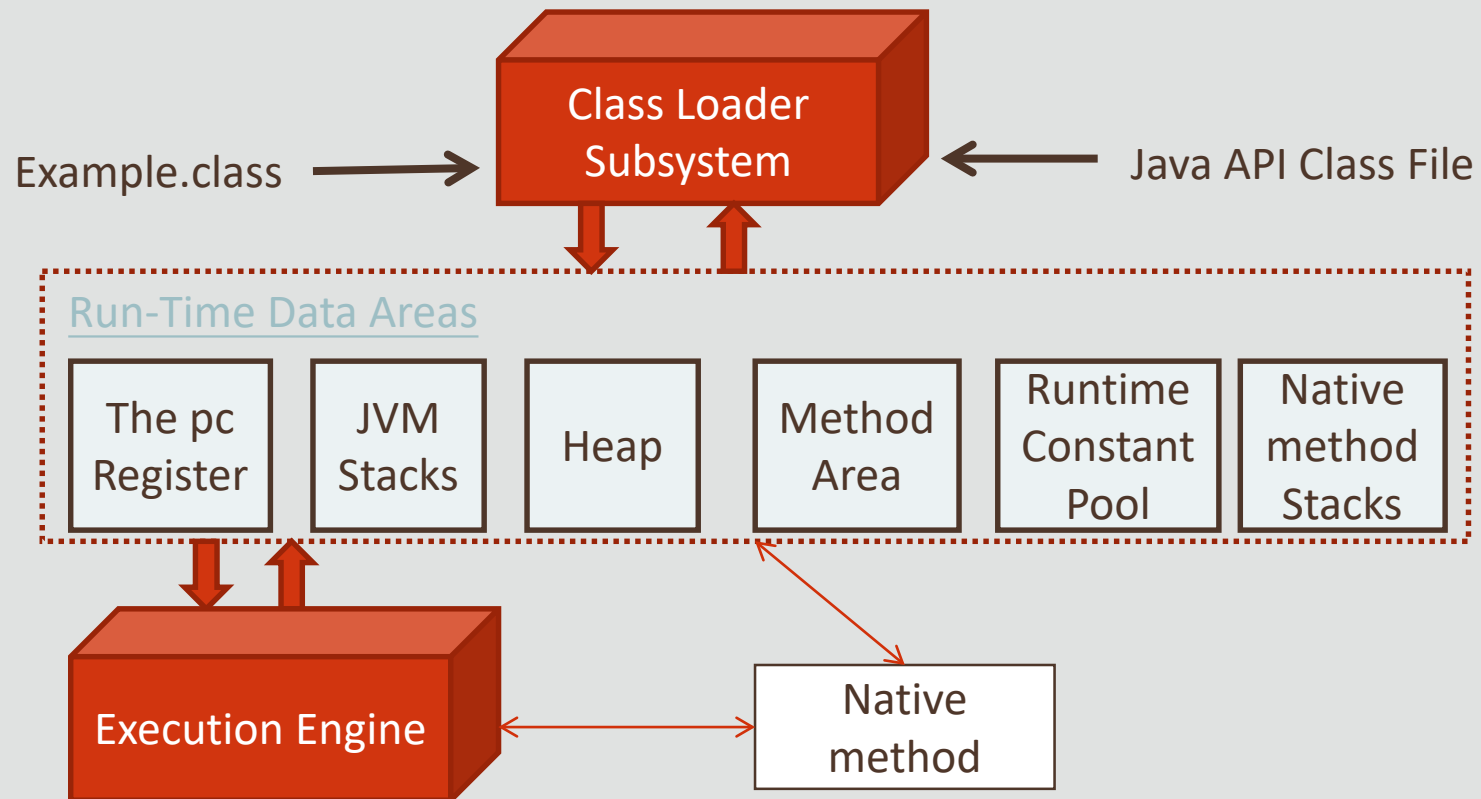 Class Loader
Subsystem
Example.class
Java API Class File
Run-Time Data Areas
The pc
Register
JVM
Stacks
Heap
Method
Area
Runtime
Constant
Pool
Native
method
Stacks
Execution Engine
Native
method